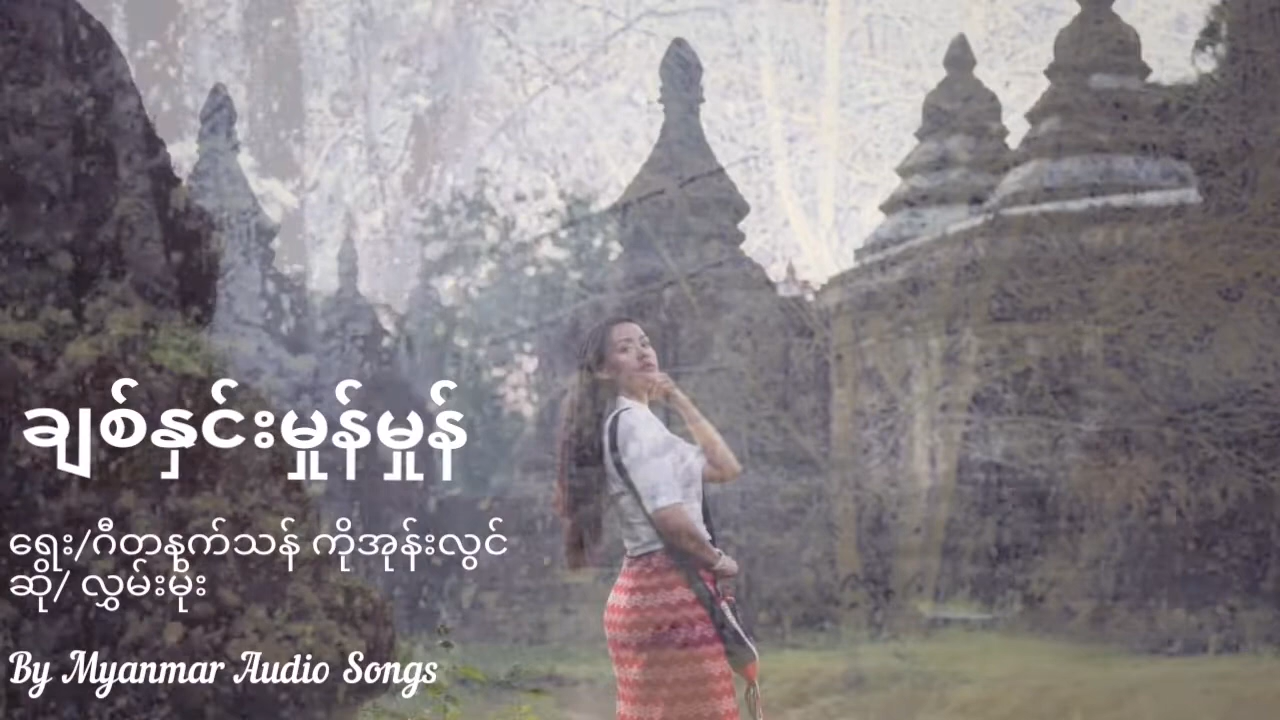 ချစ်နှင်းမှုန်မှုန်
ရေး/ဂီတနက်သန် ကိုအုန်းလွင်
ဆို/ လွှမ်းမိုး
By Myanmar Audio Songs